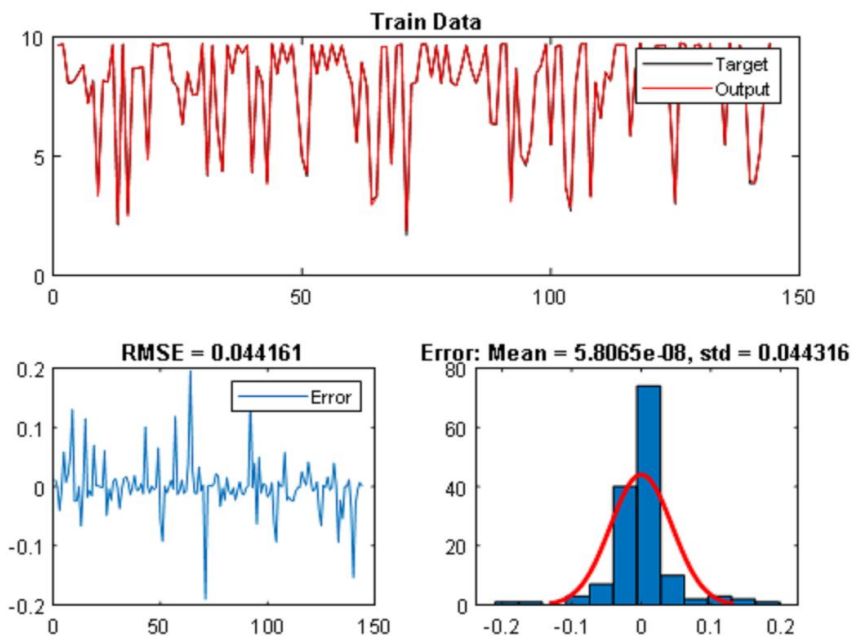 Train Data
10
5
0
Target
Output
0 50 100 150
RMSE = 0.044161
0.2
0.1
0
-0.1
-0.2
Error
0 50 100 150
Error: Mean = 5.8065e-08, std = 0.044316
80
60
40
20
0
-0.2 -0.1 0 0.1 0.2